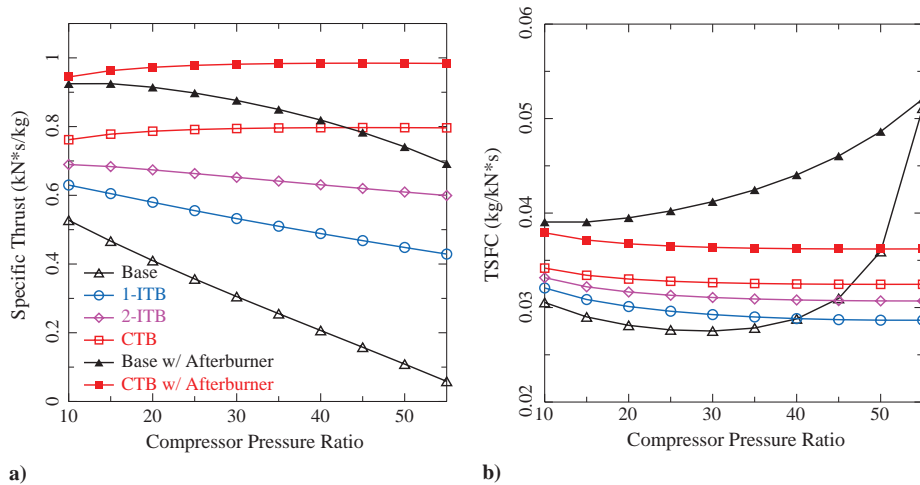 Specific Thrust (kN*s/kg)
0 0.2 0.4 0.6 0.8 1
Base
1-ITB
2-ITB
CTB
Base w/ Afterburner
CTB w/ Afterburner
10 20 30 40 50
Compressor Pressure Ratio
a)
TSFC (kg/kN*s)
0.02 0.03 0.04 0.05 0.06
10 20 30 40 50
Compressor Pressure Ratio
b)